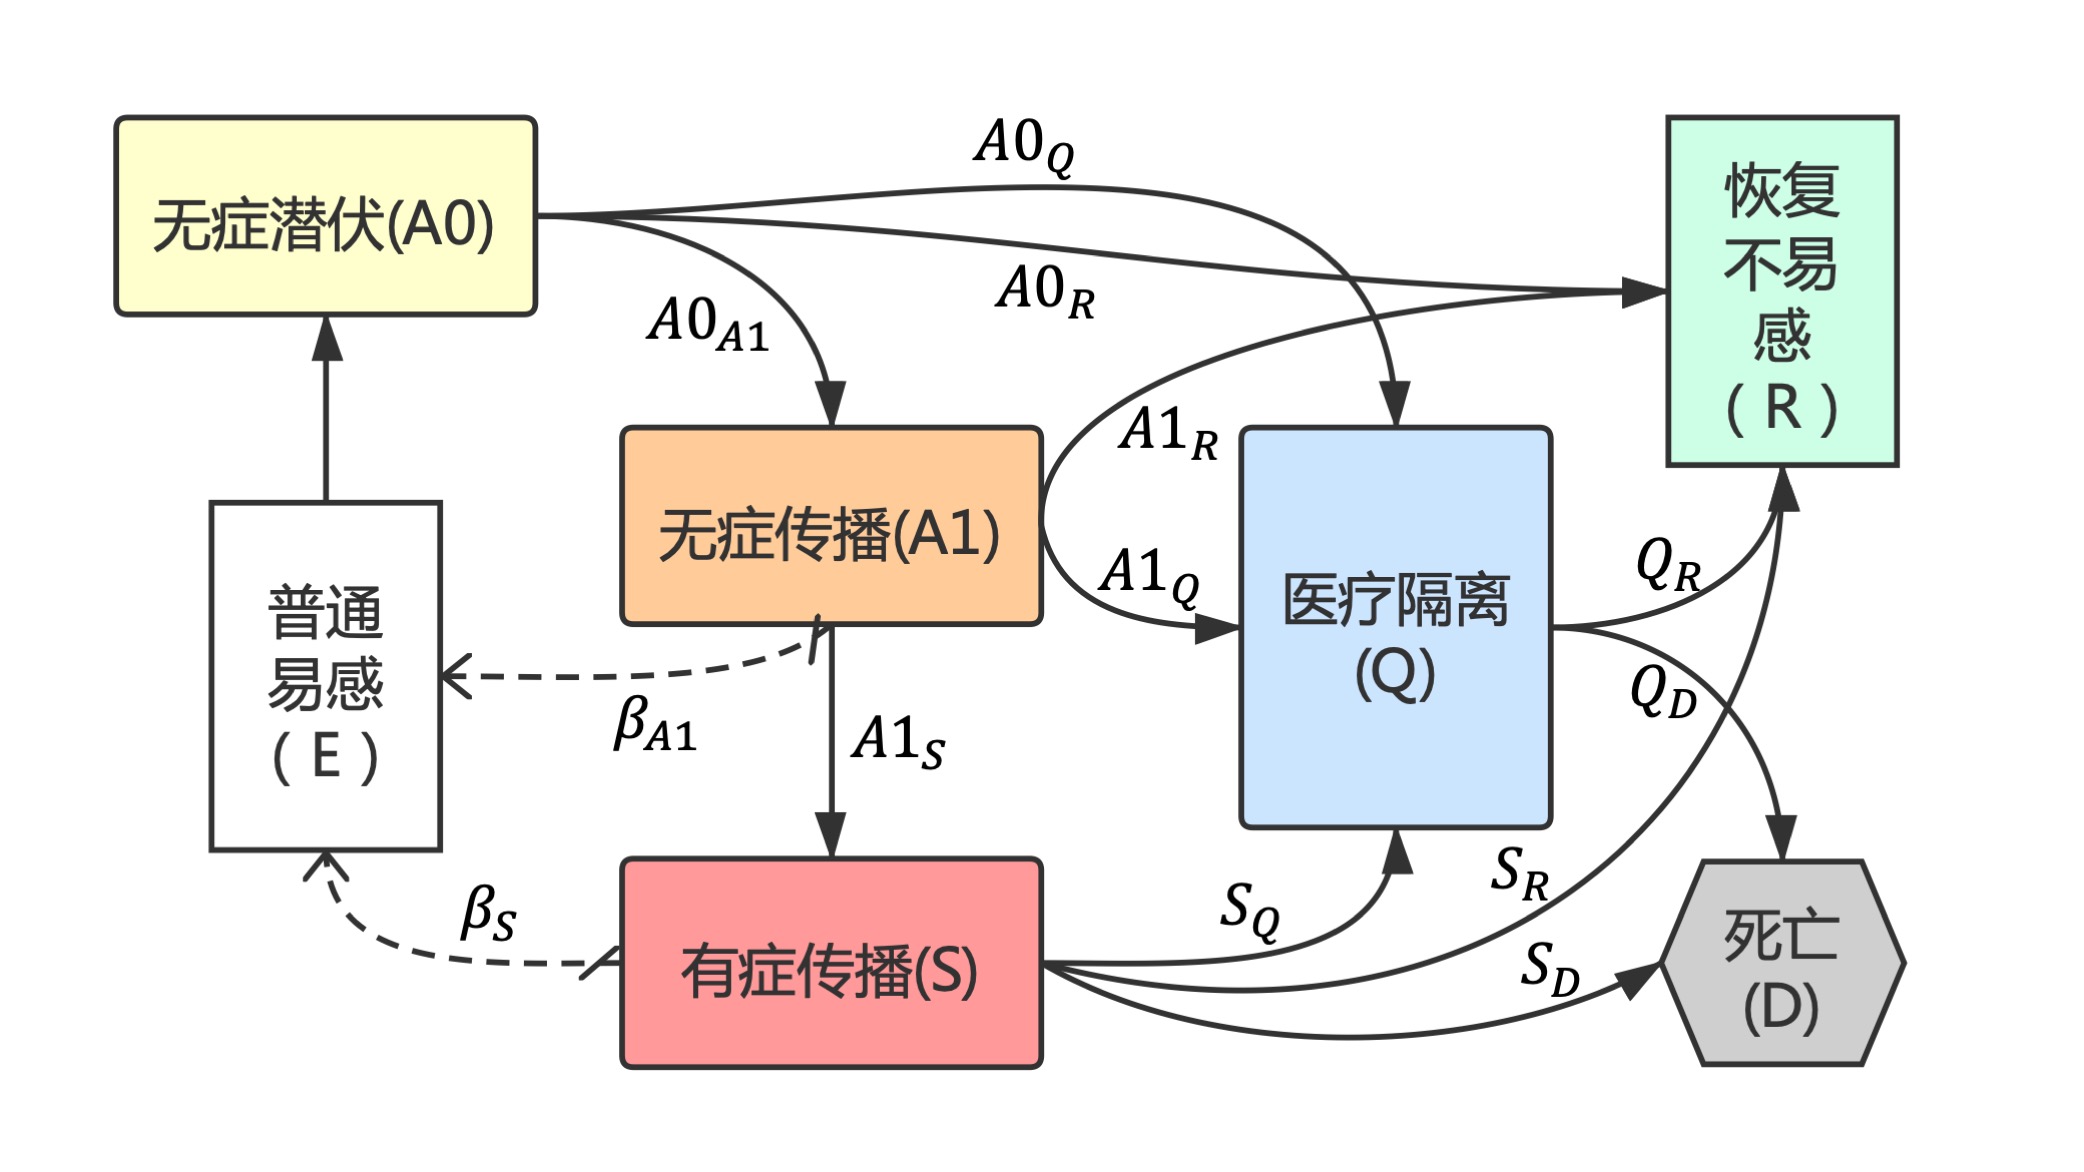 无症潜伏(A0)
A0_Q
A0_R
A0_{A1}
恢复
不易
感
( R )
无症传播(A1)
A1_R
A1_Q
医疗隔离
(Q)
Q_R
Q_D
普通
易感
( E )
β_{A1}
A1_S
β_S
有症传播(S)
S_Q
S_R
S_D
死亡
(D)